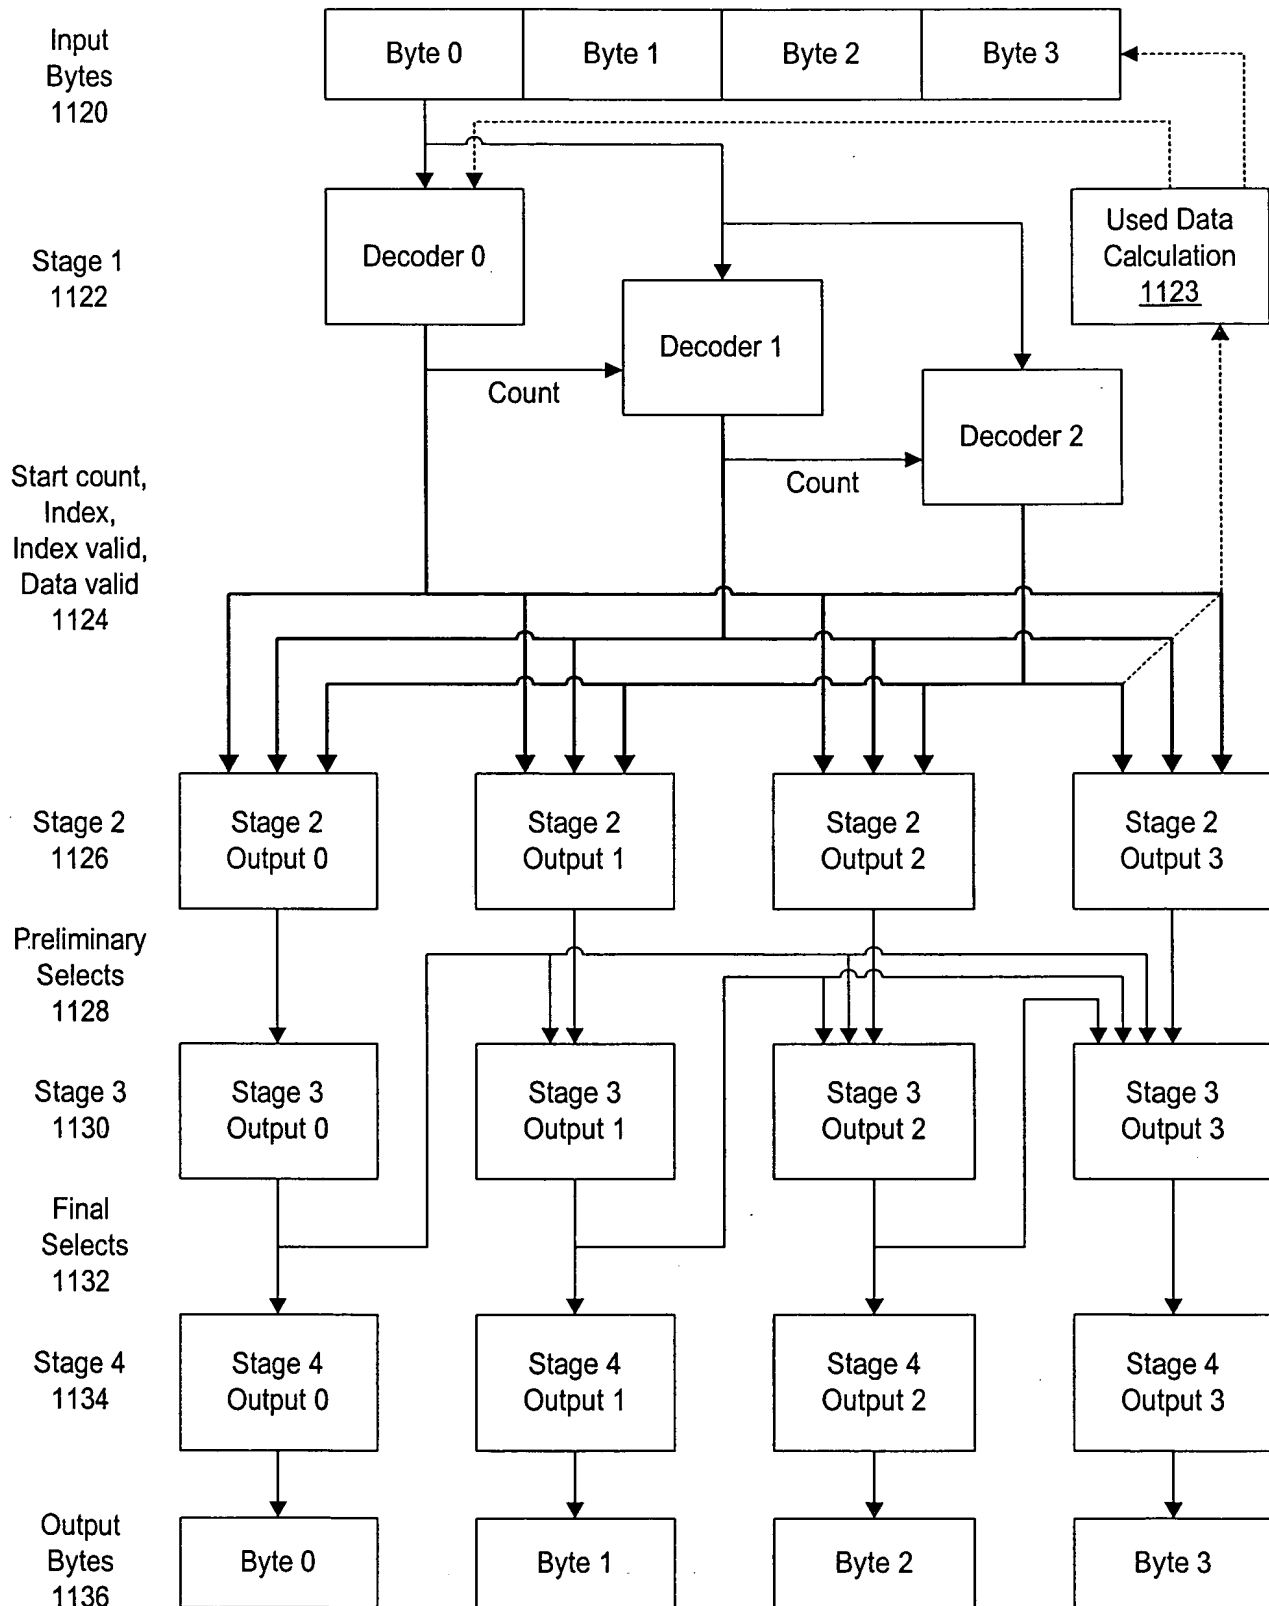 Input
Bytes
1120
Byte 0
Byte 1
Byte 2
Byte 3
Stage 1
1122
Decoder 0
Decoder 1
Decoder 2
Used Data
Calculation
1123
Count
Count
Start count,
Index,
Index valid,
Data valid
1124
Stage 2
1126
Stage 2
Output 0
Stage 2
Output 1
Stage 2
Output 2
Stage 2
Output 3
Preliminary
Selects
1128
Stage 3
1130
Stage 3
Output 0
Stage 3
Output 1
Stage 3
Output 2
Stage 3
Output 3
Final
Selects
1132
Stage 4
1134
Stage 4
Output 0
Stage 4
Output 1
Stage 4
Output 2
Stage 4
Output 3
Output
Bytes
1136
Byte 0
Byte 1
Byte 2
Byte 3